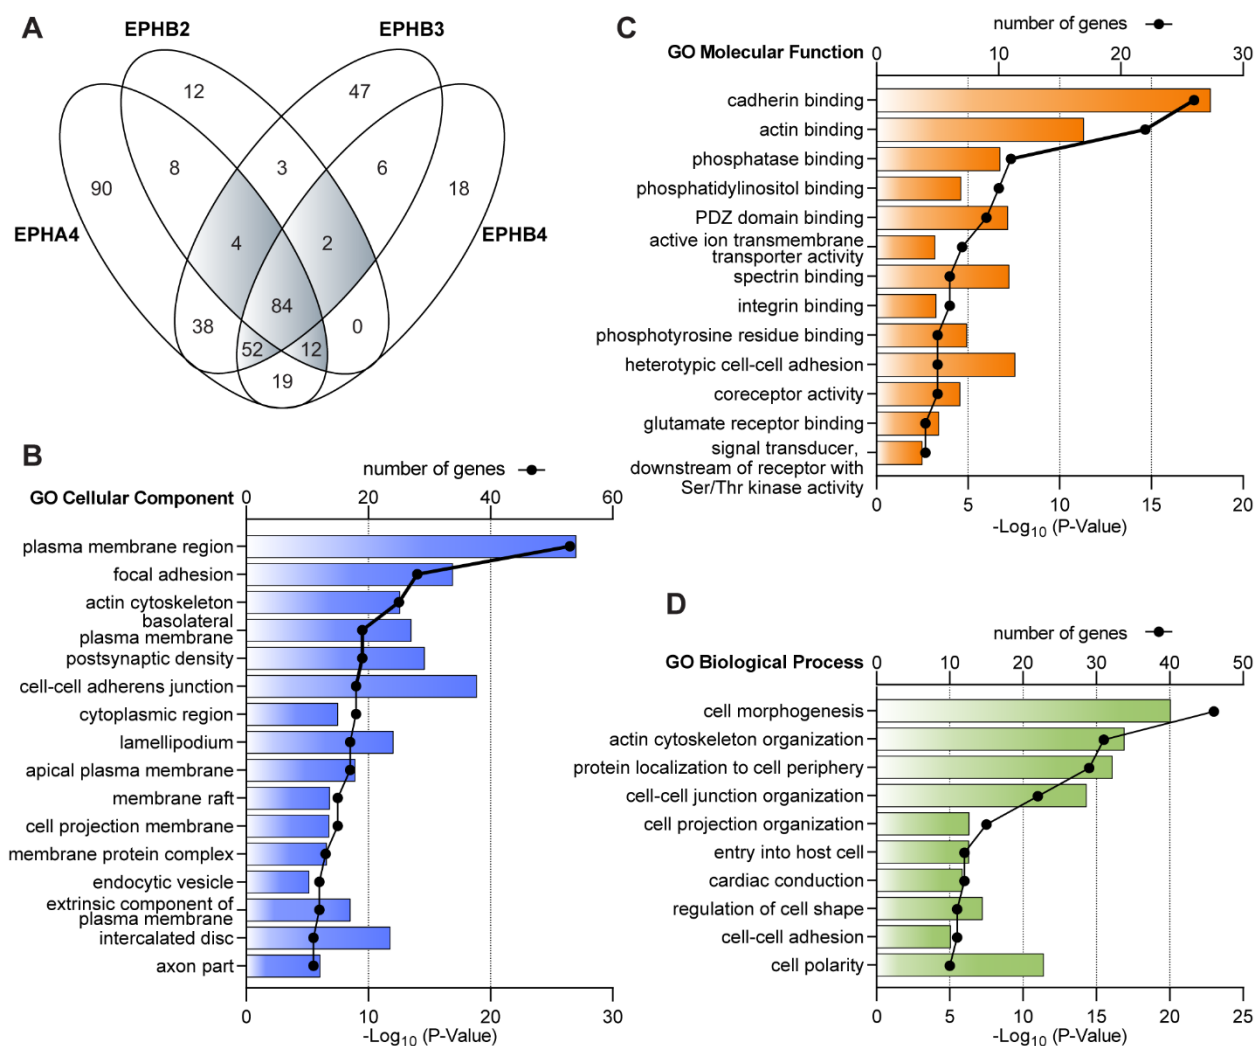 A
EPHB2
EPHB3
12
47
8
3
6
90
18
EPHA4
EPHB4
4
2
84
38
0
52
12
19
B
number of genes
GO Cellular Component
0
20
40
60
plasma membrane region
focal adhesion
actin cytoskeleton
basolateral
plasma membrane
postsynaptic density
cell-cell adherens junction
cytoplasmic region
lamellipodium
apical plasma membrane
membrane raft
cell projection membrane
membrane protein complex
endocytic vesicle
extrinsic component of
plasma membrane
intercalated disc
axon part
0
10
20
30
-Log10 (P-Value)
C
number of genes
GO Molecular Function
0
10
20
30
cadherin binding
actin binding
phosphatase binding
phosphatidylinositol binding
PDZ domain binding
active ion transmembrane
transporter activity
spectrin binding
integrin binding
phosphotyrosine residue binding
heterotypic cell-cell adhesion
coreceptor activity
glutamate receptor binding
signal transducer,
downstream of receptor with
Ser/Thr kinase activity
0
5
10
15
20
-Log10 (P-Value)
D
number of genes
GO Biological Process
0
10
20
30
40
50
cell morphogenesis
actin cytoskeleton organization
protein localization to cell periphery
cell-cell junction organization
cell projection organization
entry into host cell
cardiac conduction
regulation of cell shape
cell-cell adhesion
cell polarity
0
5
10
15
20
25
-Log10 (P-Value)